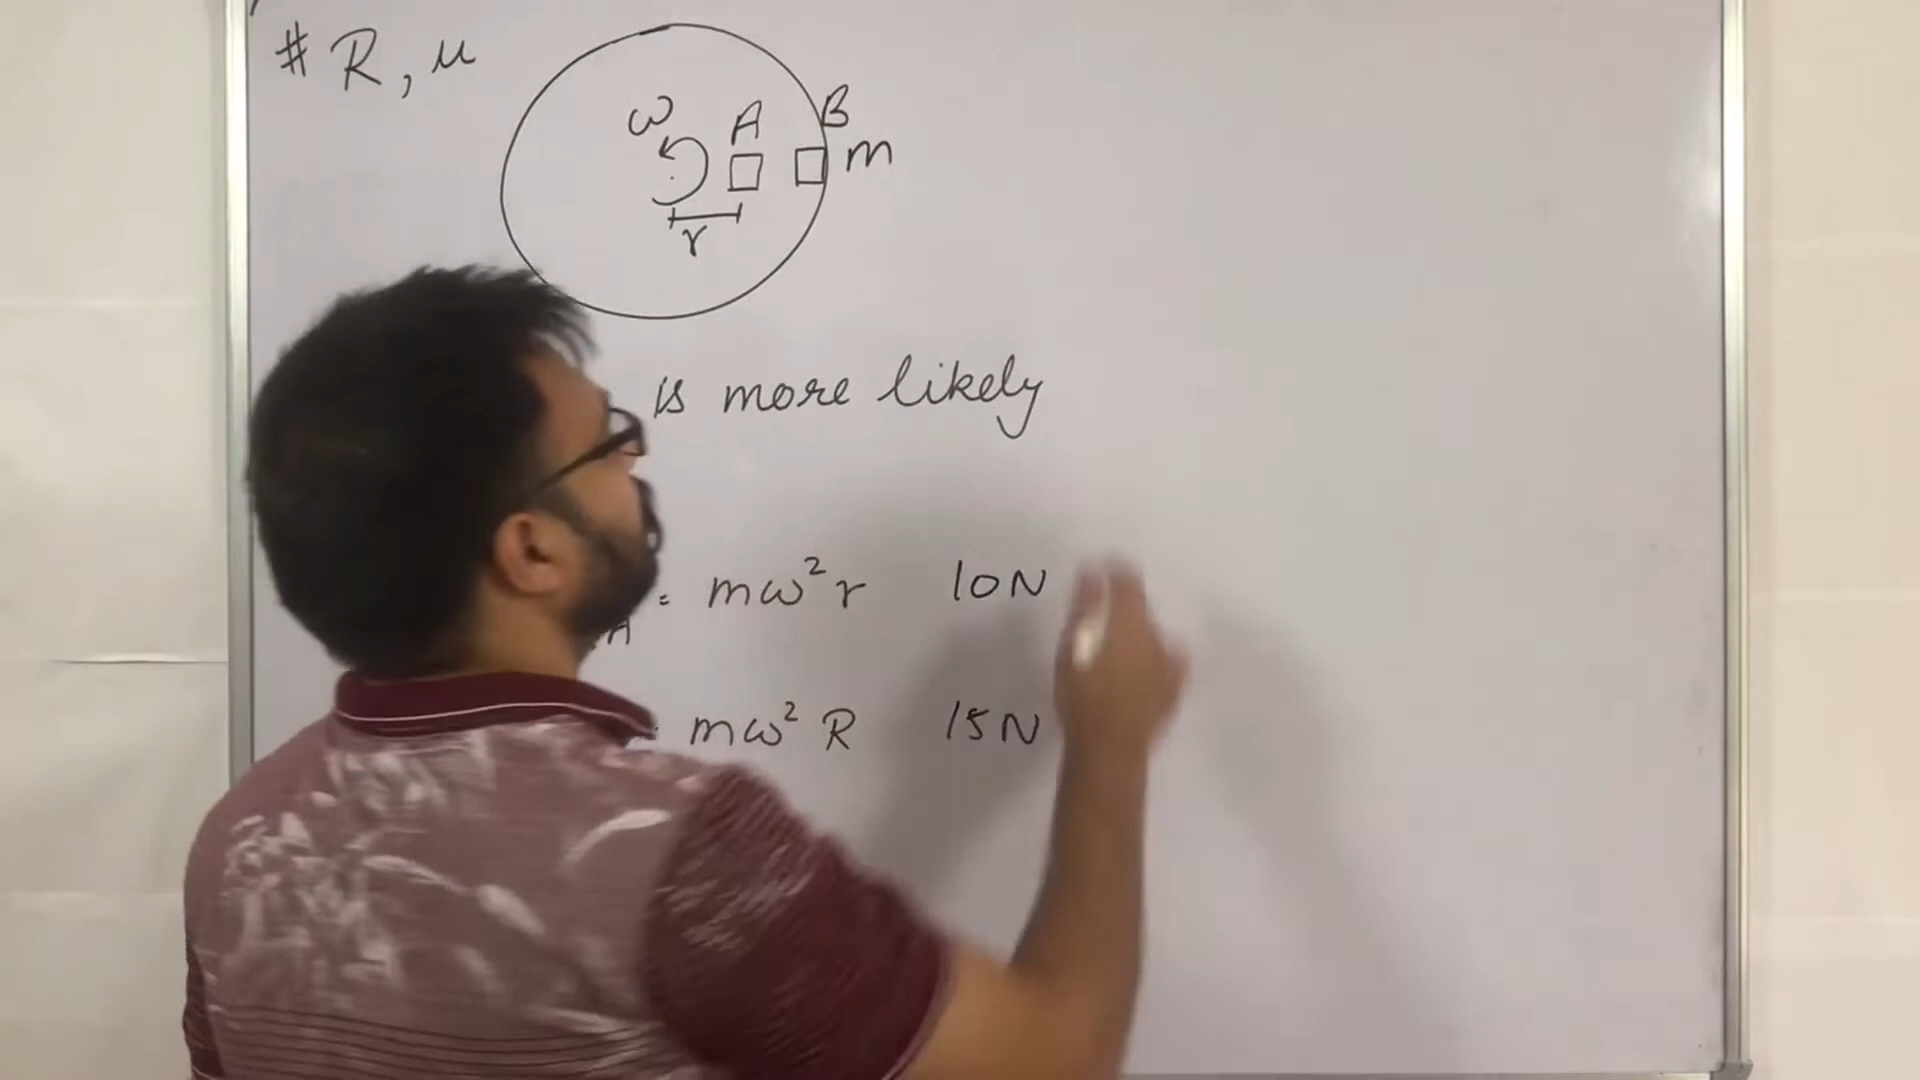 # R, μ
ω A B
m
r
is more likely
= mω² r 10N
A
mω² R 15N